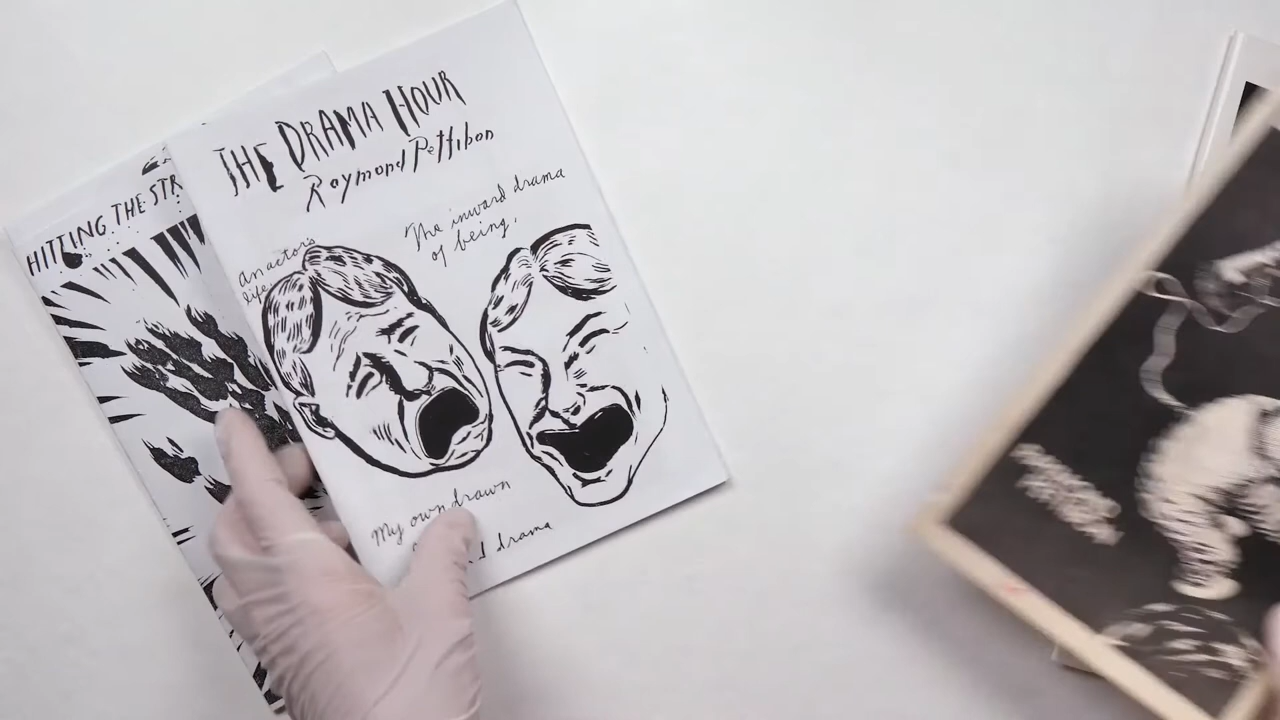 THE DRAMA HOUR
Raymond Pettibon
The inward drama
of being,
An actor's
life
My own drawn
drama
HITTING THE STR